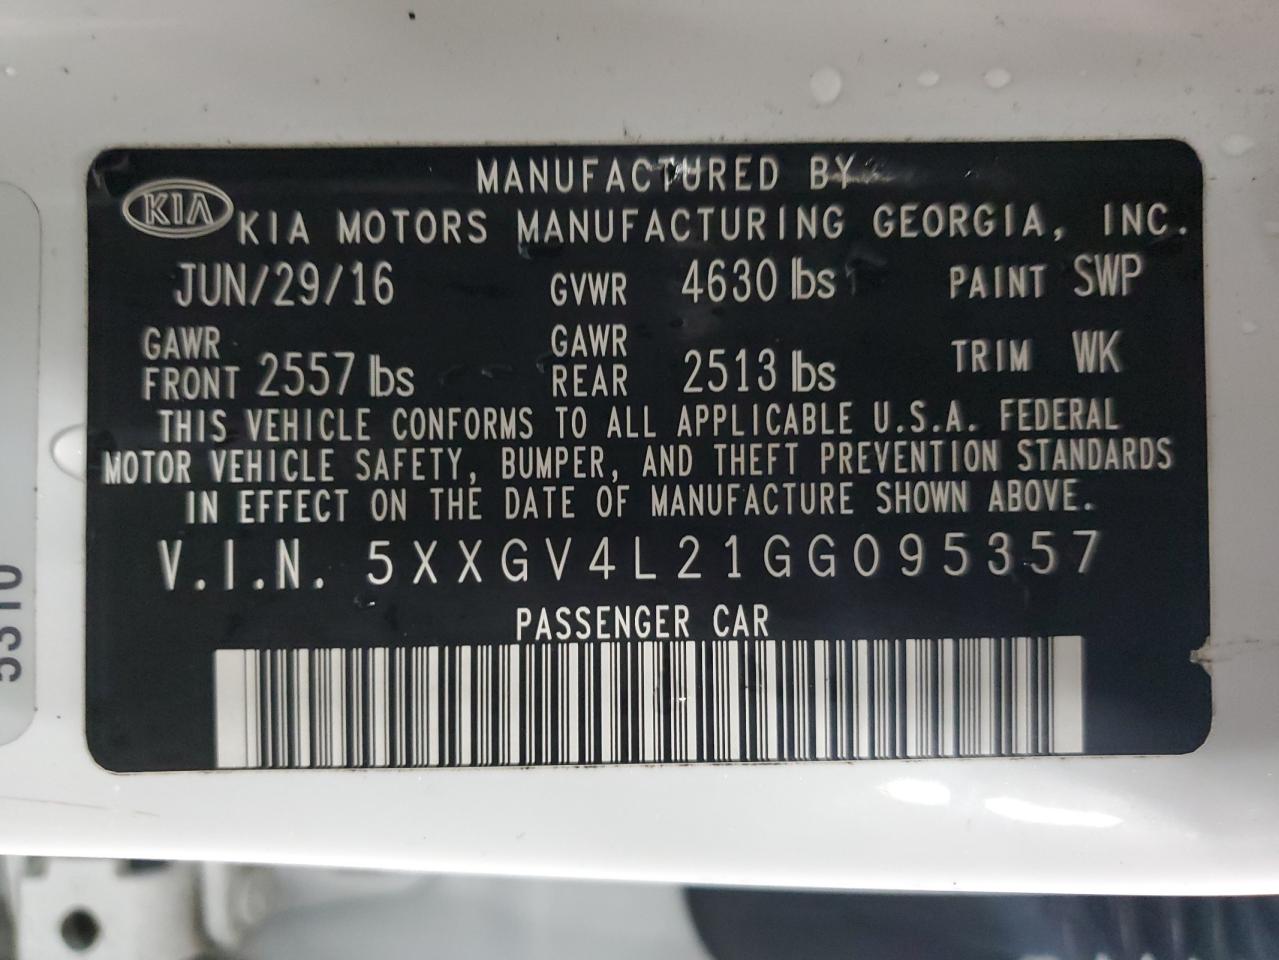 MANUFACTURED BY
KIA KIA MOTORS MANUFACTURING GEORGIA, INC.
JUN/29/16 GVWR 4630 lbs PAINT SWP
GAWR FRONT 2557 lbs GAWR REAR 2513 lbs TRIM WK
THIS VEHICLE CONFORMS TO ALL APPLICABLE U.S.A. FEDERAL
MOTOR VEHICLE SAFETY, BUMPER, AND THEFT PREVENTION STANDARDS
IN EFFECT ON THE DATE OF MANUFACTURE SHOWN ABOVE.
V.I.N. 5XXGV4L21GG095357
PASSENGER CAR